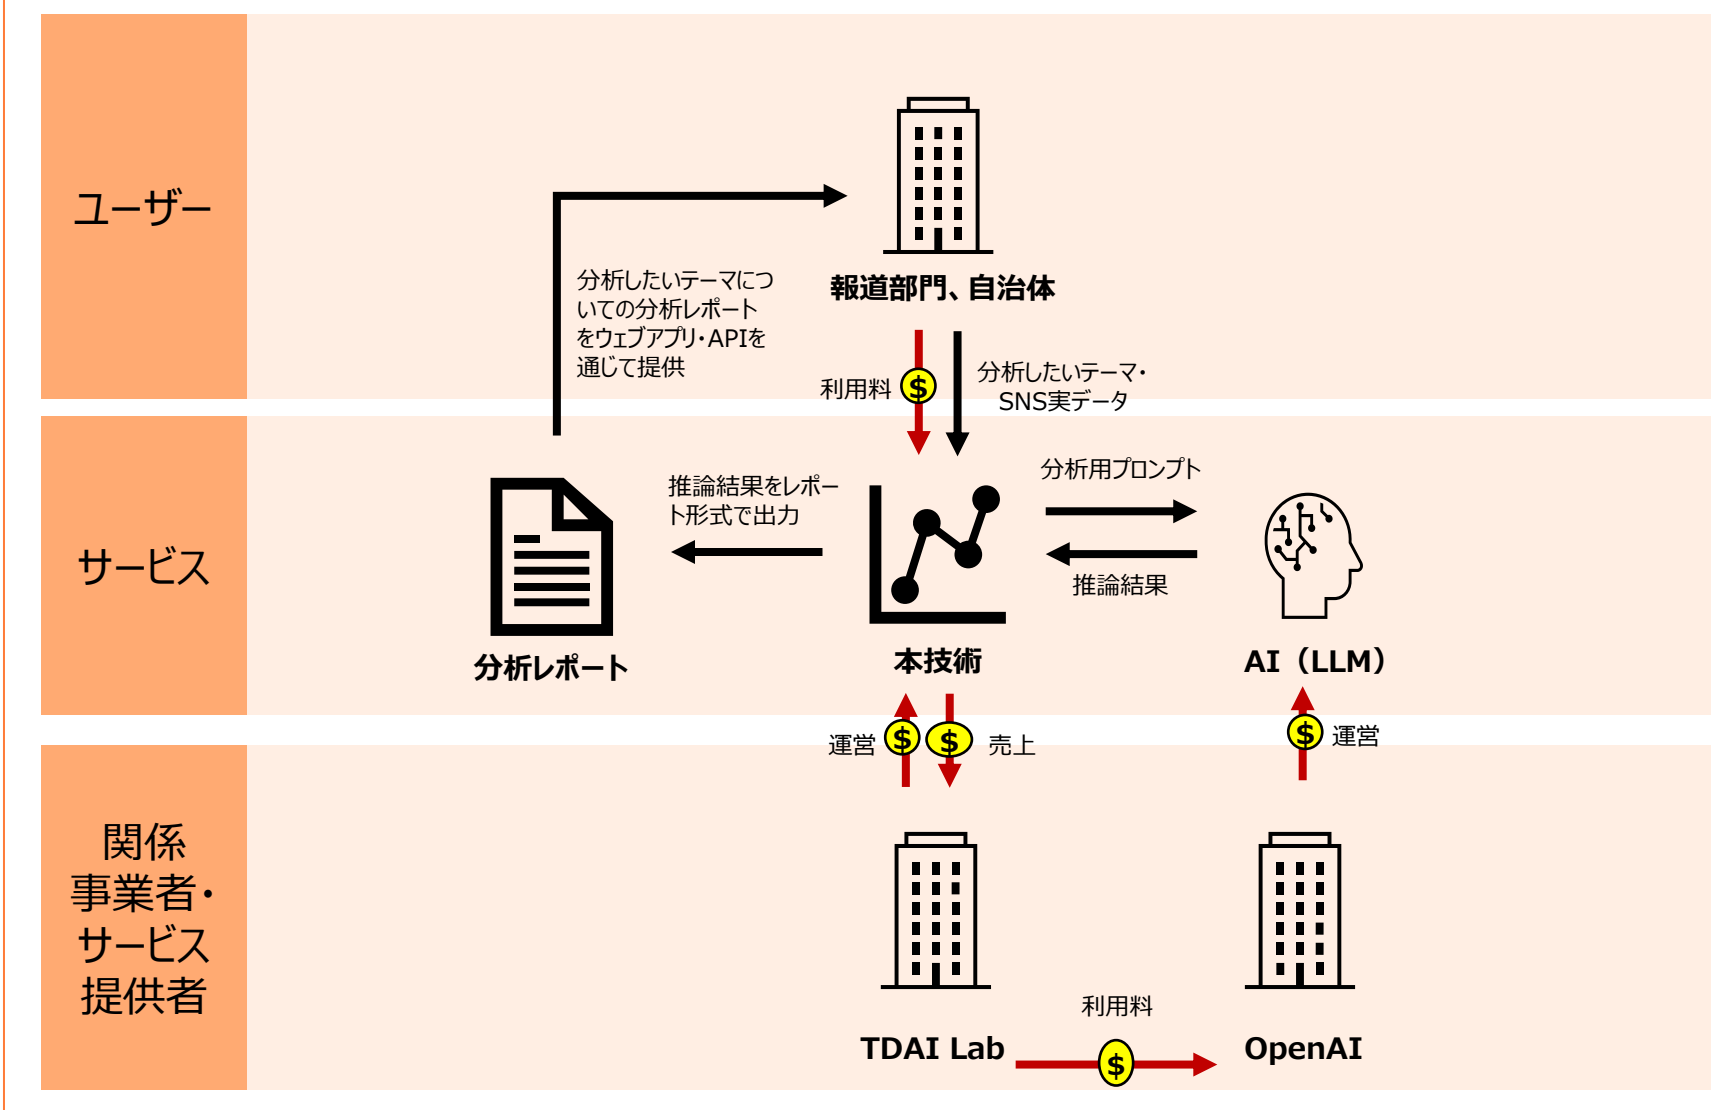 ユーザー
報道部門、自治体
分析したいテーマにつ
いての分析レポート
をウェブアプリ・APIを
通じて提供
利用料
$
分析したいテーマ・
SNS実データ
サービス
推論結果をレポー
ト形式で出力
分析用プロンプト
推論結果
分析レポート
本技術
AI（LLM）
運営
$
$
売上
$
運営
関係
事業者・
サービス
提供者
利用料
TDAI Lab
$
OpenAI